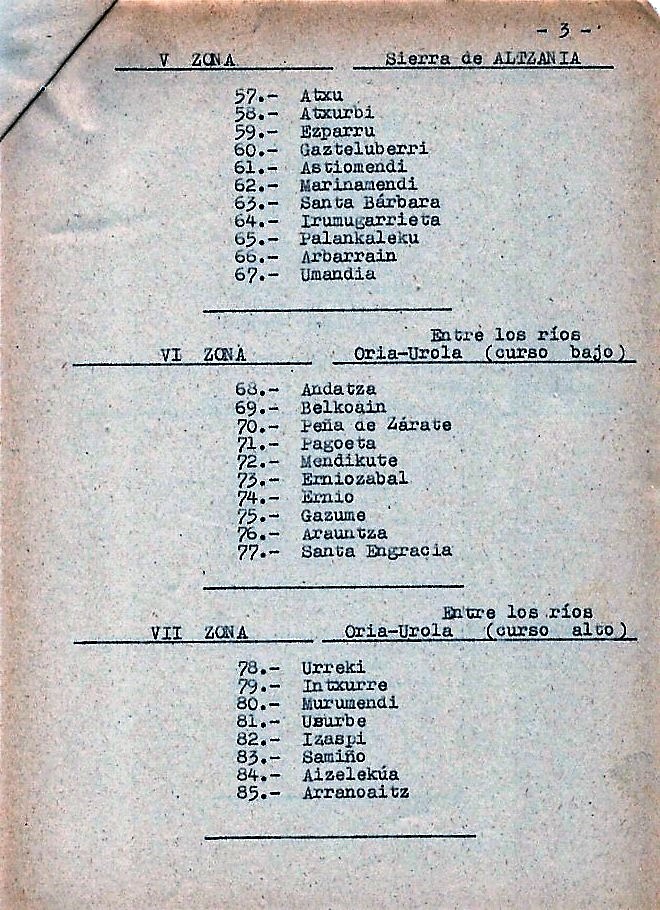 - 3 -
V ZONA Sierra de ALTZANIA
57.- Atxu
58.- Atxurbi
59.- Ezparru
60.- Gazteluberri
61.- Astiomendi
62.- Marinamendi
63.- Santa Bárbara
64.- Irumugarrieta
65.- Palankaleku
66.- Arbarrain
67.- Umandia
Entre los ríos
VI ZONA Oria-Urola (curso bajo)
68.- Andatza
69.- Belkoain
70.- Peña de Zárate
71.- Pagoeta
72.- Mendikute
73.- Erniozabal
74.- Ernio
75.- Gazume
76.- Arauntza
77.- Santa Engracia
Entre los ríos
VII ZONA Oria-Urola (curso alto)
78.- Urreki
79.- Intxurre
80.- Murumendi
81.- Usurbe
82.- Izaspi
83.- Samiño
84.- Aizelekúa
85.- Arranoaitz